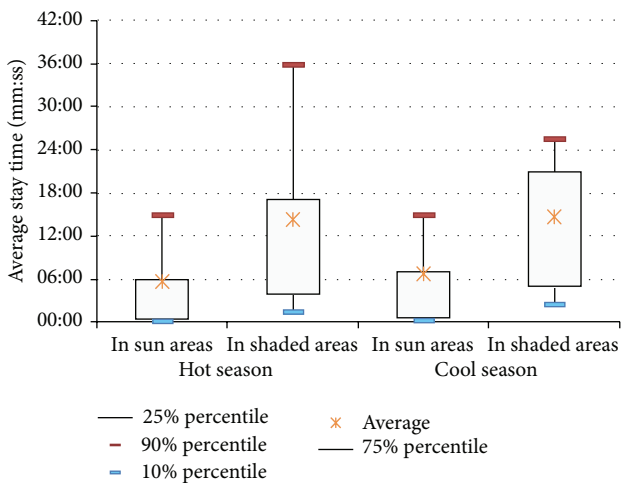 42:00
36:00
30:00
24:00
18:00
12:00
06:00
00:00
Average stay time (mm:ss)
In sun areas In shaded areas In sun areas In shaded areas
Hot season Cool season
25% percentile
90% percentile
10% percentile
Average
75% percentile